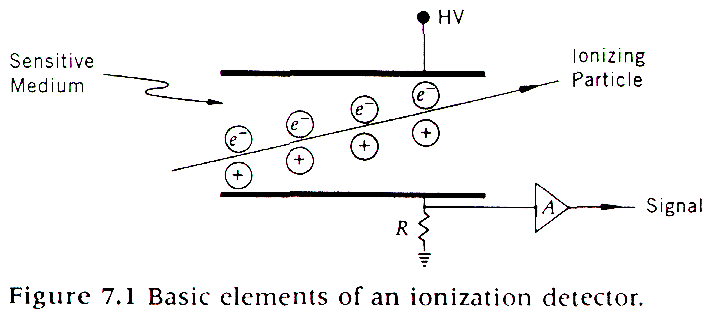 HV
Sensitive
Medium
Ionizing
Particle
e⁻ e⁻ e⁻ e⁻
+ + + +
R
A
Signal
Figure 7.1 Basic elements of an ionization detector.